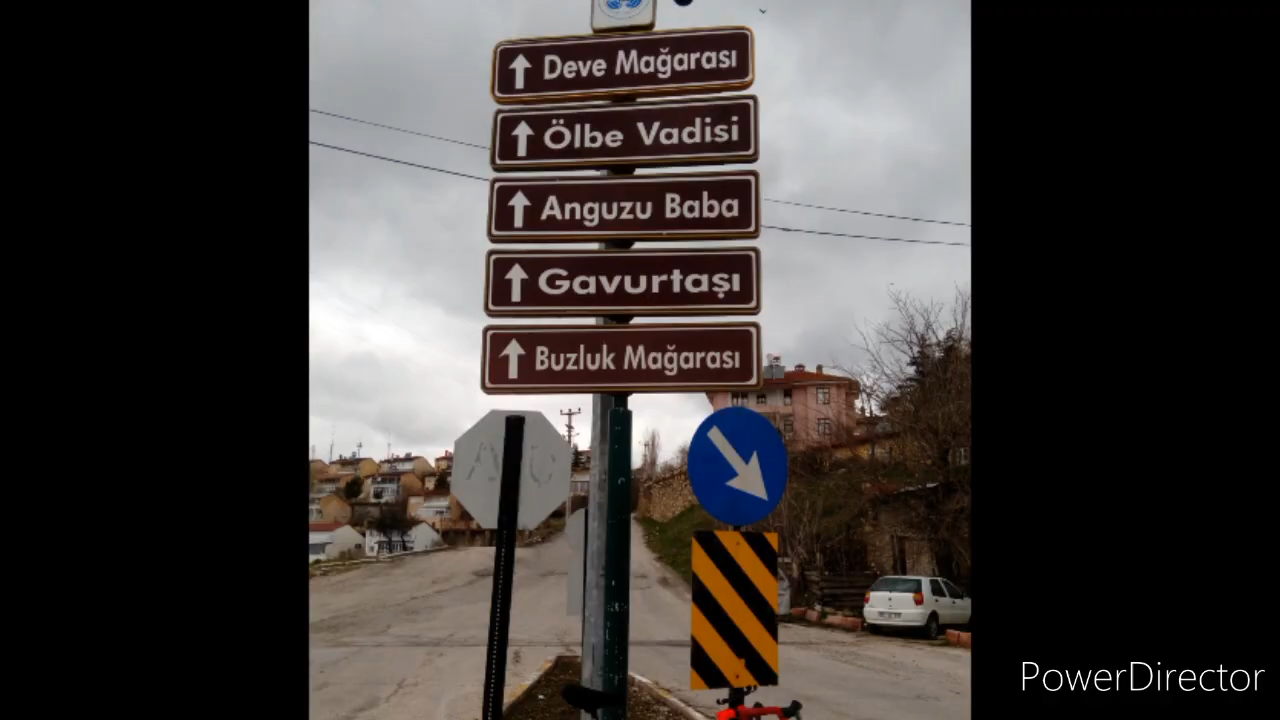 Deve Mağarası
Ölbe Vadisi
Anguzu Baba
Gavurtaşı
Buzluk Mağarası
A C
PowerDirector